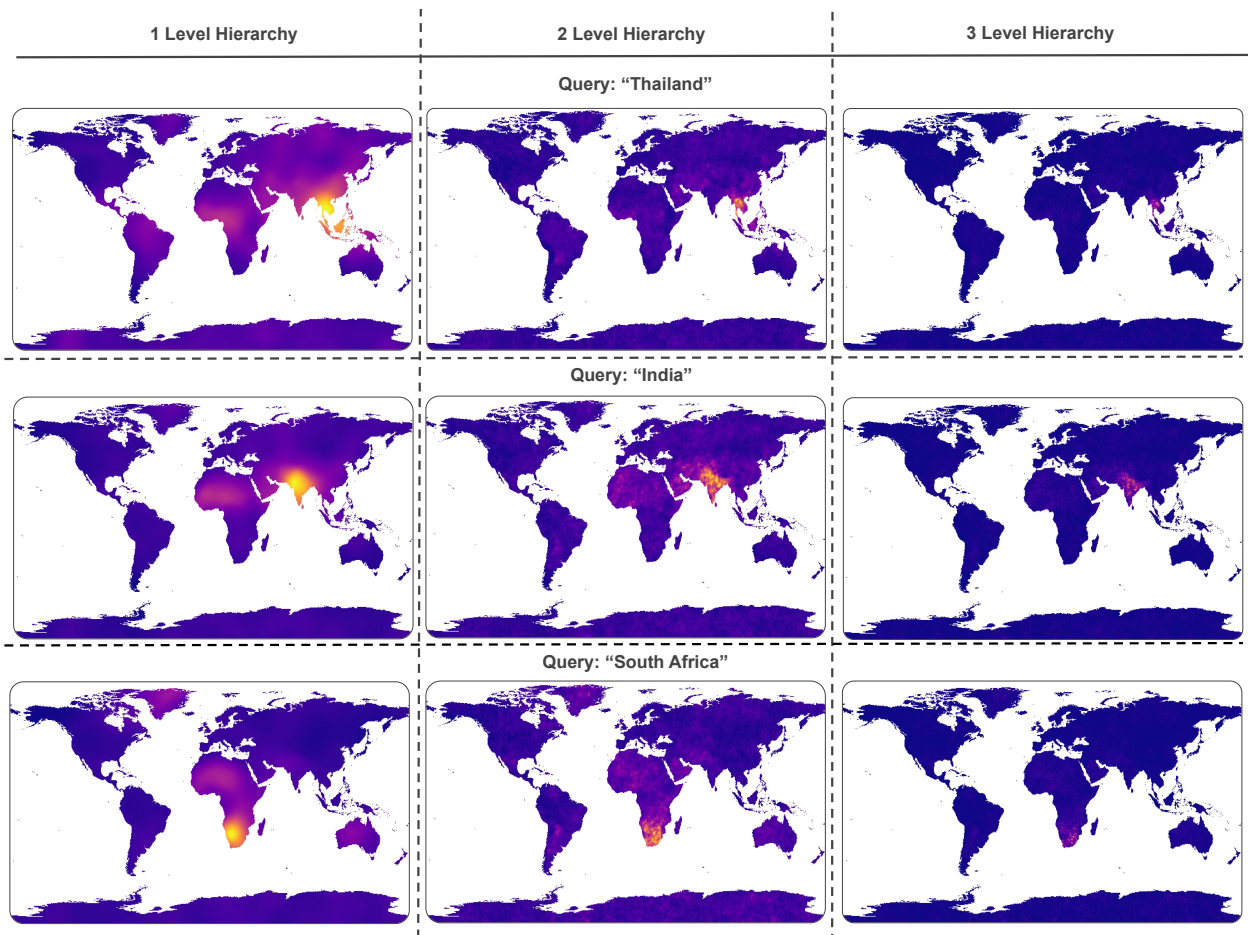 1 Level Hierarchy
2 Level Hierarchy
3 Level Hierarchy
Query: “Thailand”
Query: “India”
Query: “South Africa”